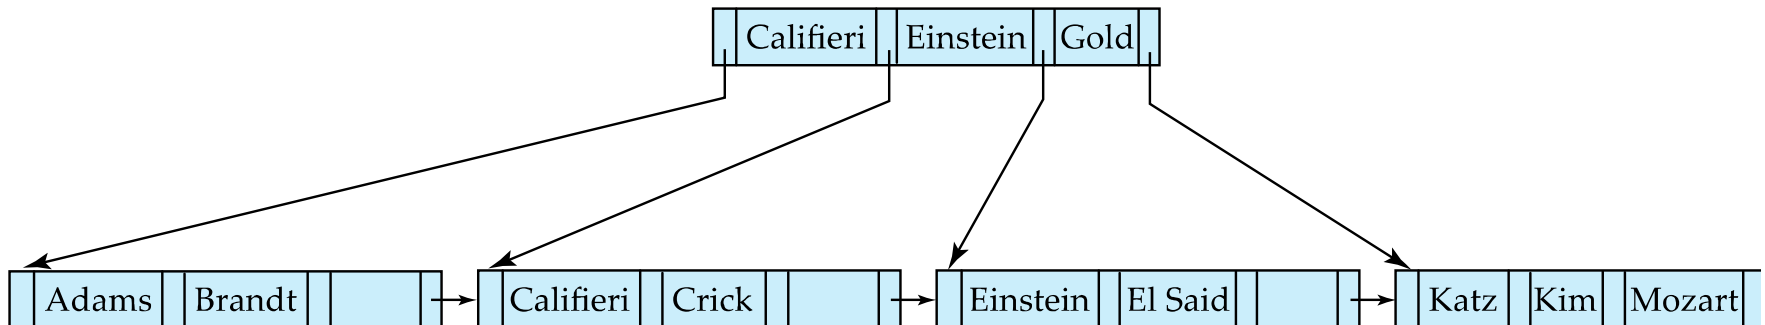 Califieri Einstein Gold
Adams Brandt Califieri Crick Einstein El Said Katz Kim Mozart